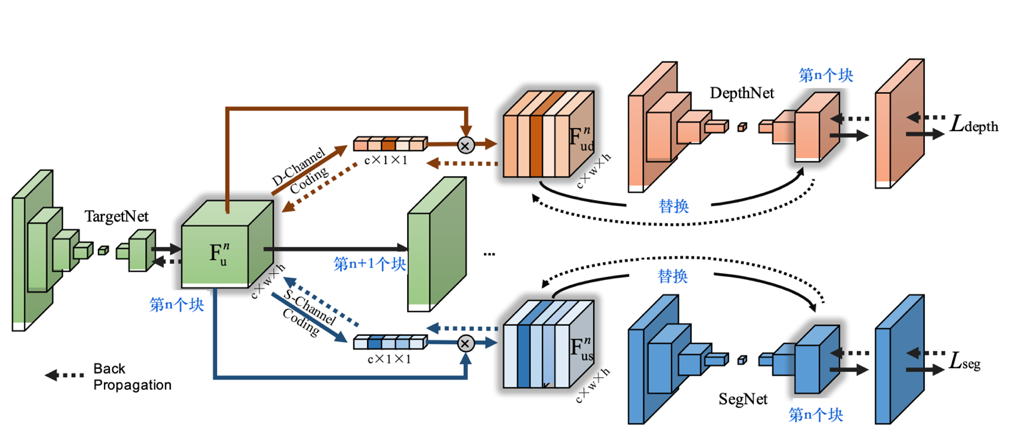 第n个块
DepthNet
F^n_ud
L_depth
c×1×1
c×w×h
D-Channel
Coding
替换
TargetNet
F^n_u
第n+1个块
...
c×w×h
第n个块
S-Channel
Coding
替换
c×1×1
F^n_us
L_seg
c×w×h
Back
Propagation
SegNet
第n个块